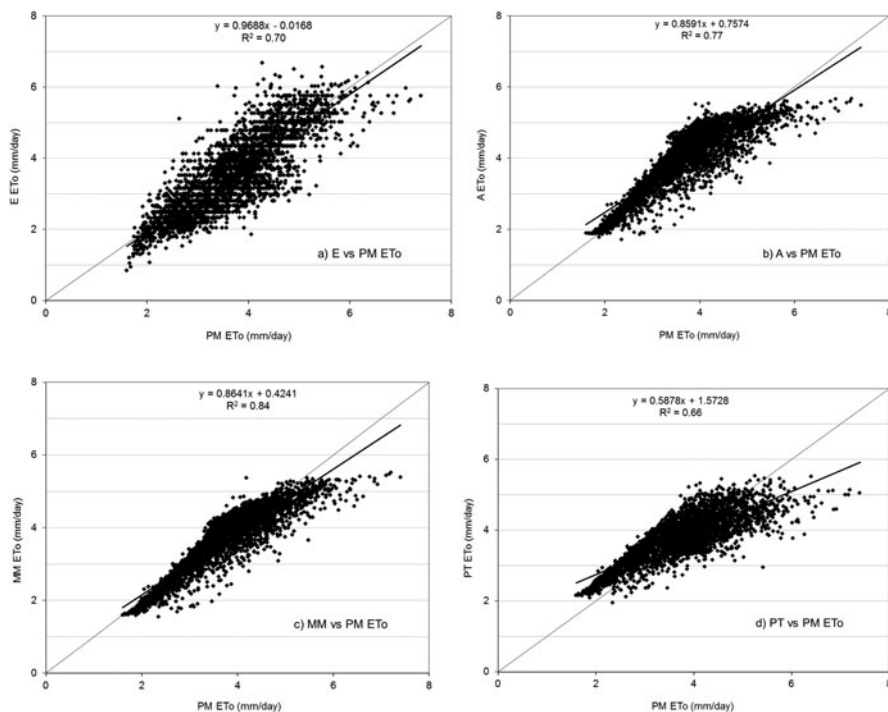 y = 0.9688x - 0.0168
R² = 0.70
8
6
4
2
0
E ETo (mm/day)
a) E vs PM ETo
0
2
4
6
8
PM ETo (mm/day)
y = 0.8591x + 0.7574
R² = 0.77
8
6
4
2
0
A ETo (mm/day)
b) A vs PM ETo
0
2
4
6
8
PM ETo (mm/day)
y = 0.8641x + 0.4241
R² = 0.84
8
6
4
2
0
MM ETo (mm/day)
c) MM vs PM ETo
0
2
4
6
8
PM ETo (mm/day)
y = 0.5878x + 1.5728
R² = 0.66
8
6
4
2
0
PT ETo (mm/day)
d) PT vs PM ETo
0
2
4
6
8
PM ETo (mm/day)